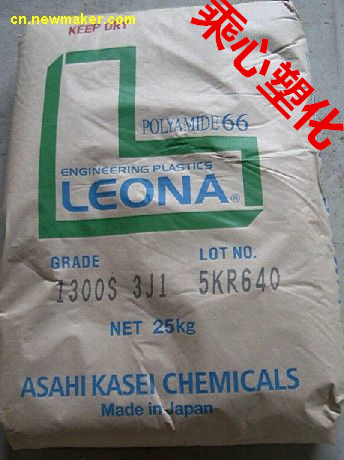 cn.newmaker.com
KEEP DRY
乘心塑化
POLYAMIDE 66
ENGINEERING PLASTICS
LEONA®
GRADE
LOT NO.
1300S 3J1
5KR640
NET 25kg
ASAHI KASEI CHEMICALS
Made in Japan